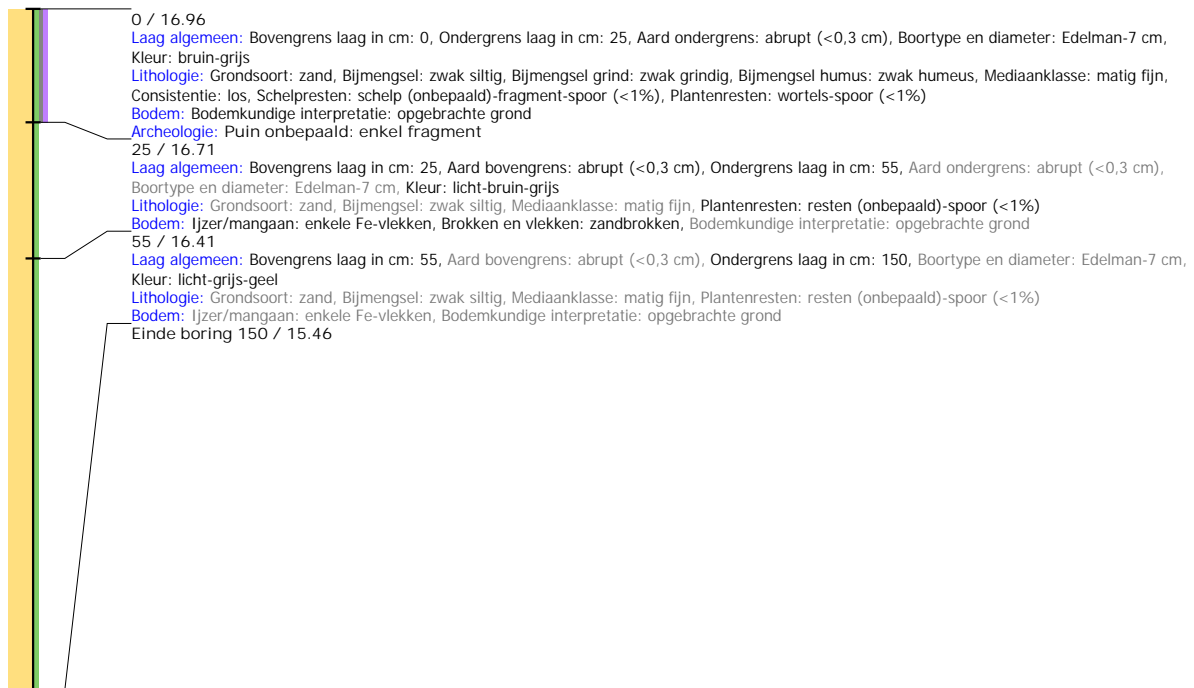 0 / 16.96
Laag algemeen: Bovengrens laag in cm: 0, Ondergrens laag in cm: 25, Aard ondergrens: abrupt (<0,3 cm), Boortype en diameter: Edelman-7 cm,
Kleur: bruin-grijs
Lithologie: Grondsoort: zand, Bijmengsel: zwak siltig, Bijmengsel grind: zwak grindig, Bijmengsel humus: zwak humeus, Mediaanklasse: matig fijn,
Consistentie: los, Schelpresten: schelp (onbepaald)-fragment-spoor (<1%), Plantenresten: wortels-spoor (<1%)
Bodem: Bodemkundige interpretatie: opgebrachte grond
Archeologie: Puin onbepaald: enkel fragment
25 / 16.71
Laag algemeen: Bovengrens laag in cm: 25, Aard bovengrens: abrupt (<0,3 cm), Ondergrens laag in cm: 55, Aard ondergrens: abrupt (<0,3 cm),
Boortype en diameter: Edelman-7 cm, Kleur: licht-bruin-grijs
Lithologie: Grondsoort: zand, Bijmengsel: zwak siltig, Mediaanklasse: matig fijn, Plantenresten: resten (onbepaald)-spoor (<1%)
Bodem: Ijzer/mangaan: enkele Fe-vlekken, Brokken en vlekken: zandbrokken, Bodemkundige interpretatie: opgebrachte grond
55 / 16.41
Laag algemeen: Bovengrens laag in cm: 55, Aard bovengrens: abrupt (<0,3 cm), Ondergrens laag in cm: 150, Boortype en diameter: Edelman-7 cm,
Kleur: licht-grijs-geel
Lithologie: Grondsoort: zand, Bijmengsel: zwak siltig, Mediaanklasse: matig fijn, Plantenresten: resten (onbepaald)-spoor (<1%)
Bodem: Ijzer/mangaan: enkele Fe-vlekken, Bodemkundige interpretatie: opgebrachte grond
Einde boring 150 / 15.46